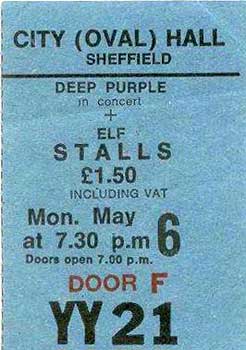 CITY (OVAL) HALL
SHEFFIELD
DEEP PURPLE
in concert
+
ELF
STALLS
£1.50
INCLUDING VAT
Mon. May 6
at 7.30 p.m
Doors open 7.00 p.m.
DOOR F
YY 21